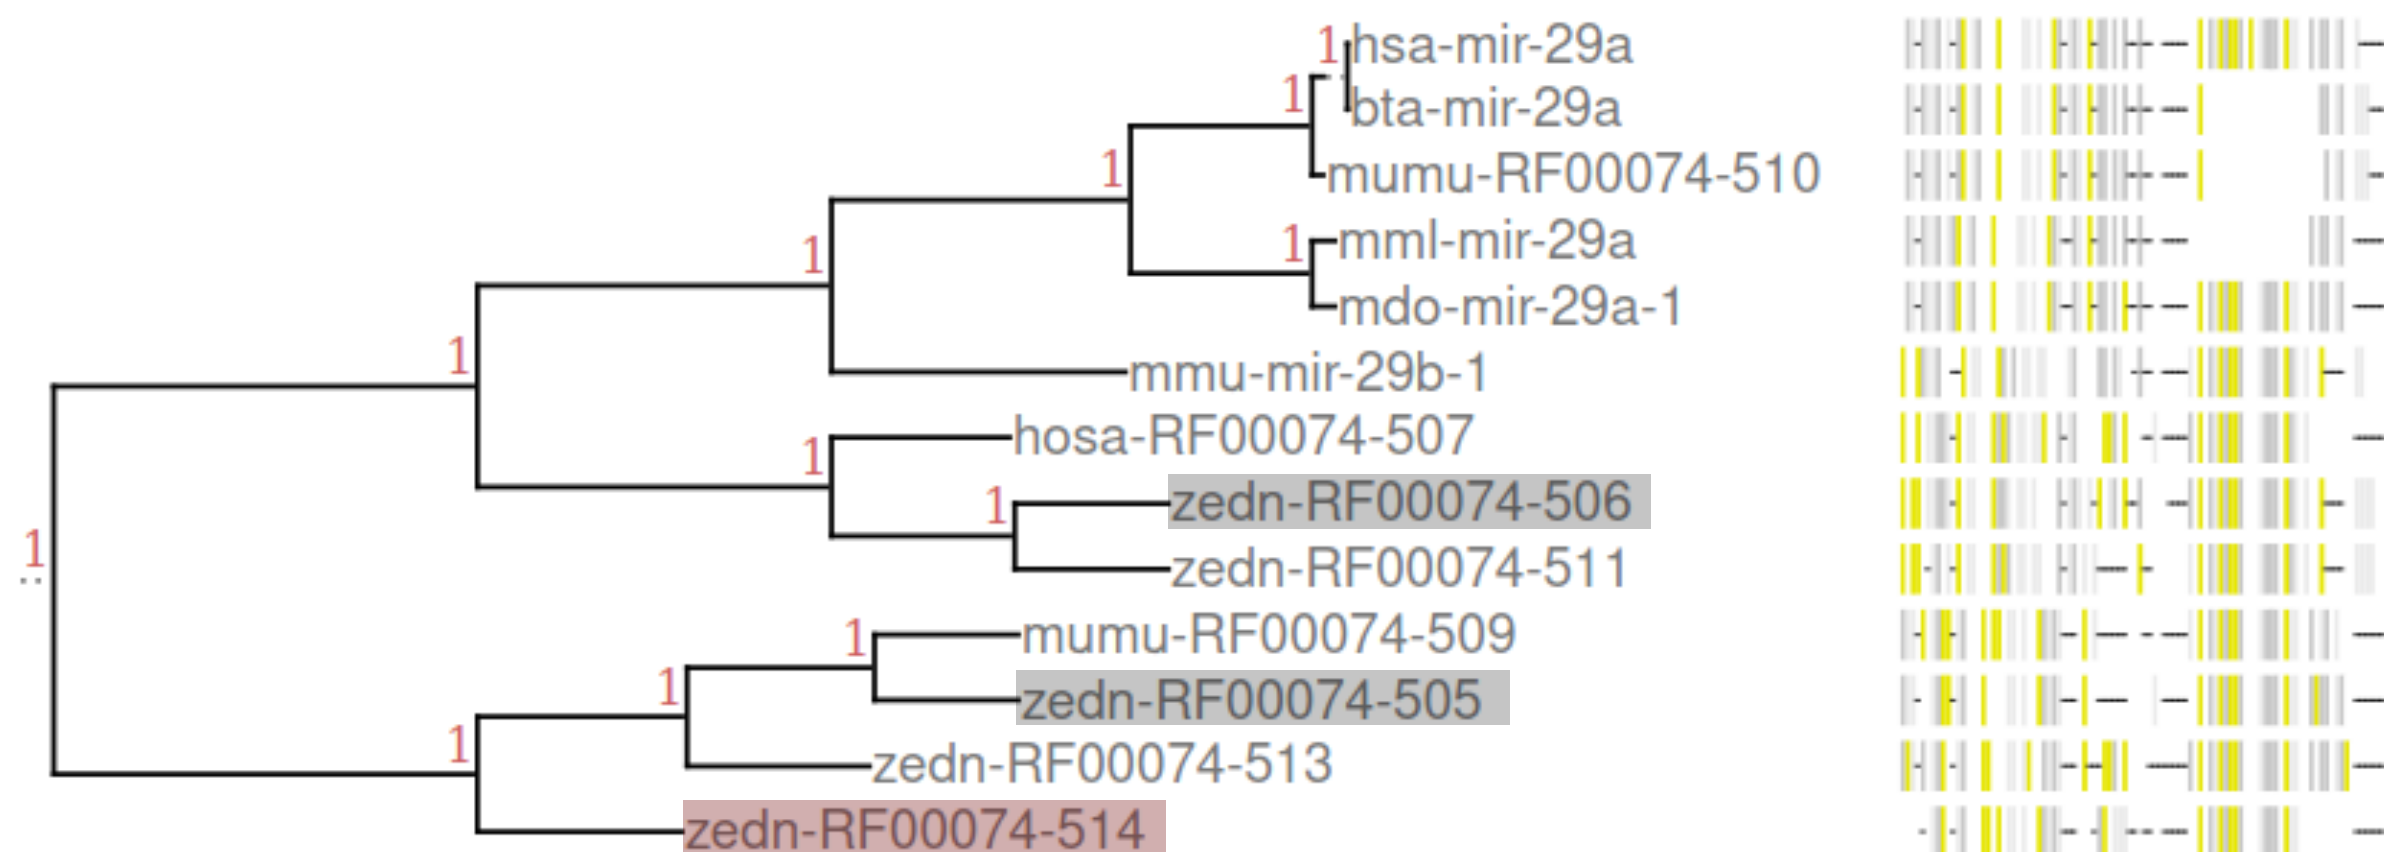 1 hsa-mir-29a
1 bta-mir-29a
1 mumu-RF00074-510
1 mml-mir-29a
1 mdo-mir-29a-1
1 mmu-mir-29b-1
1 hosa-RF00074-507
1 zedn-RF00074-506
1 zedn-RF00074-511
1 mumu-RF00074-509
1 zedn-RF00074-505
1 zedn-RF00074-513
zedn-RF00074-514